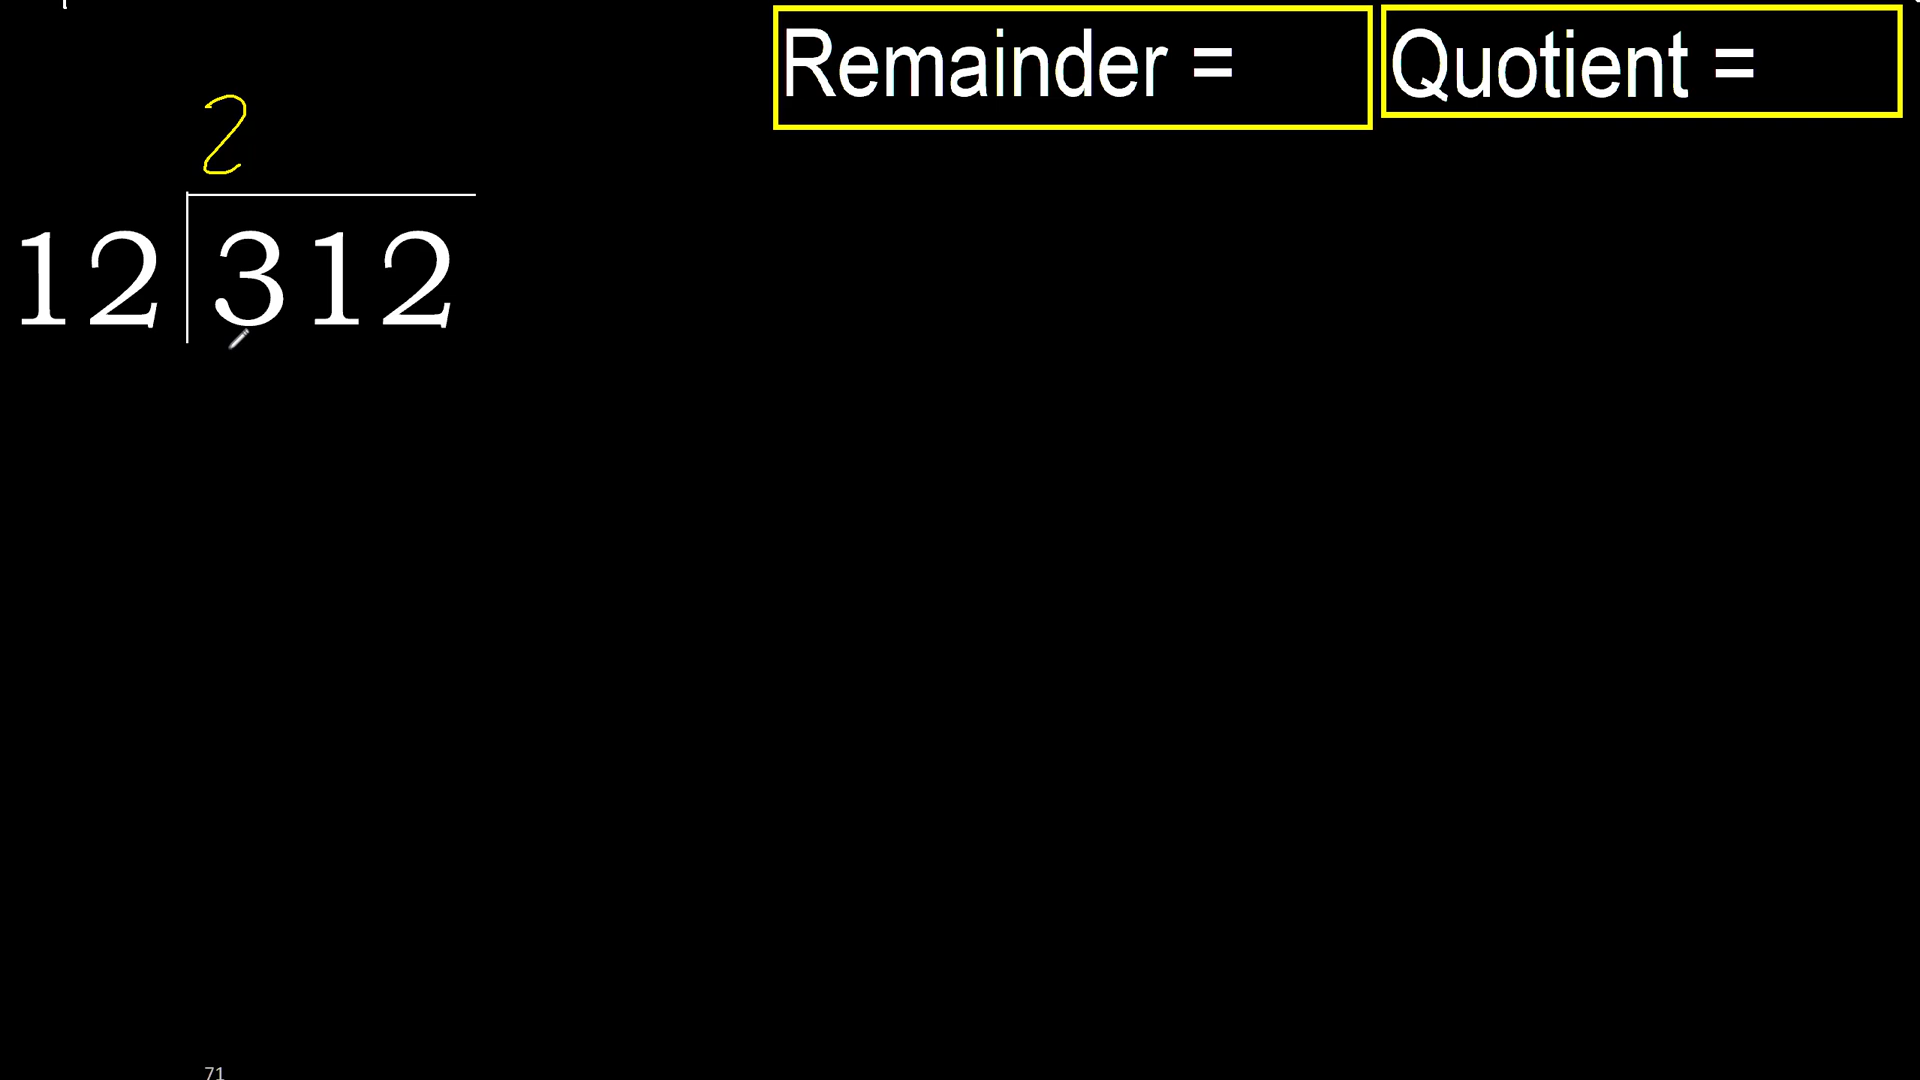 Remainder = Quotient =
2
12 312
71